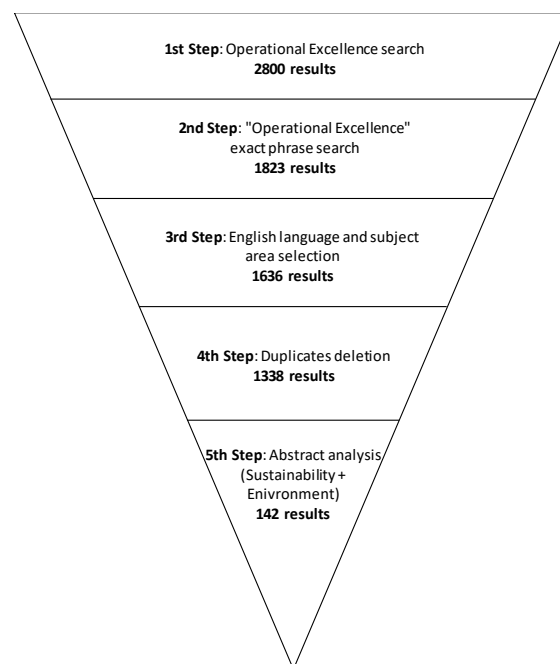 1st Step: Operational Excellence search
2800 results
2nd Step: "Operational Excellence"
exact phrase search
1823 results
3rd Step: English language and subject
area selection
1636 results
4th Step: Duplicates deletion
1338 results
5th Step: Abstract analysis
(Sustainability +
Enivronment)
142 results